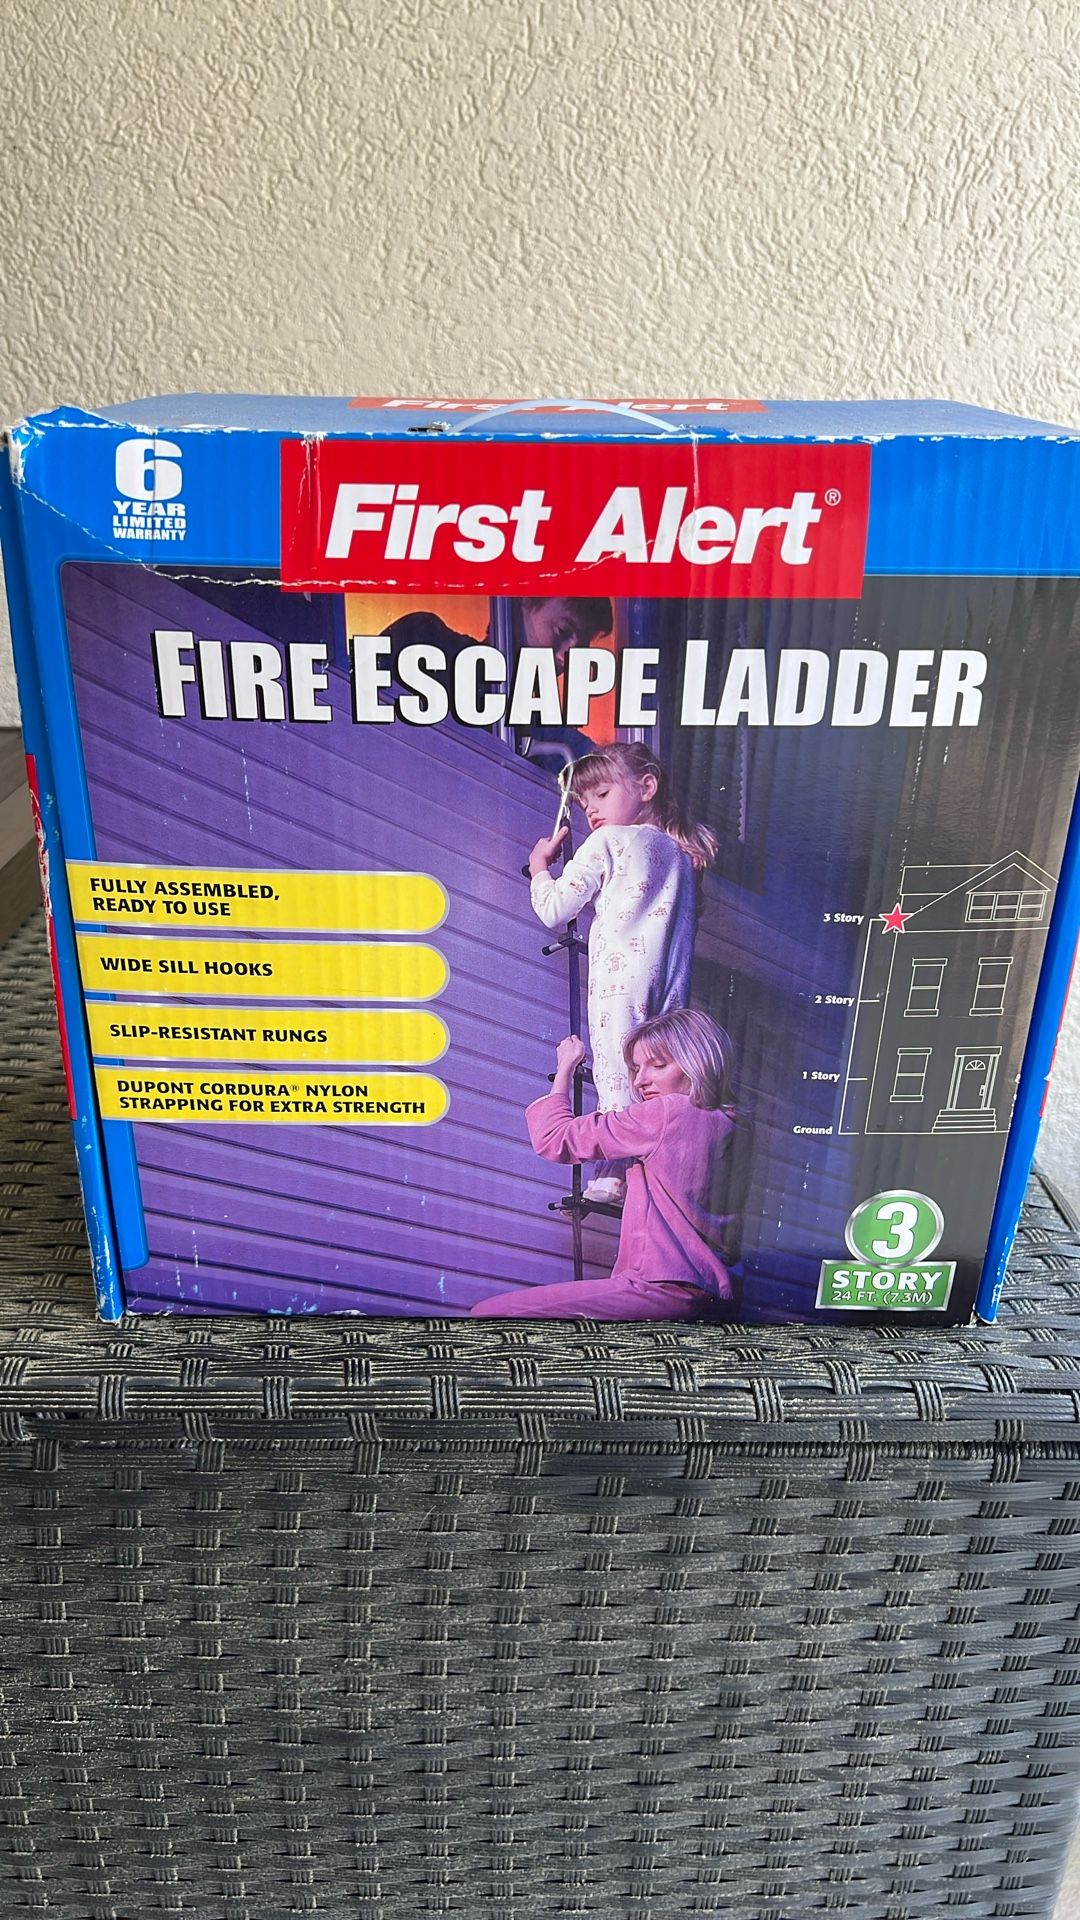 First Alert
6
YEAR
LIMITED
WARRANTY
First Alert®
FIRE ESCAPE LADDER
FULLY ASSEMBLED,
READY TO USE
WIDE SILL HOOKS
SLIP-RESISTANT RUNGS
DUPONT CORDURA® NYLON
STRAPPING FOR EXTRA STRENGTH
3 Story
2 Story
1 Story
Ground
3
STORY
24 FT. (7.3M)